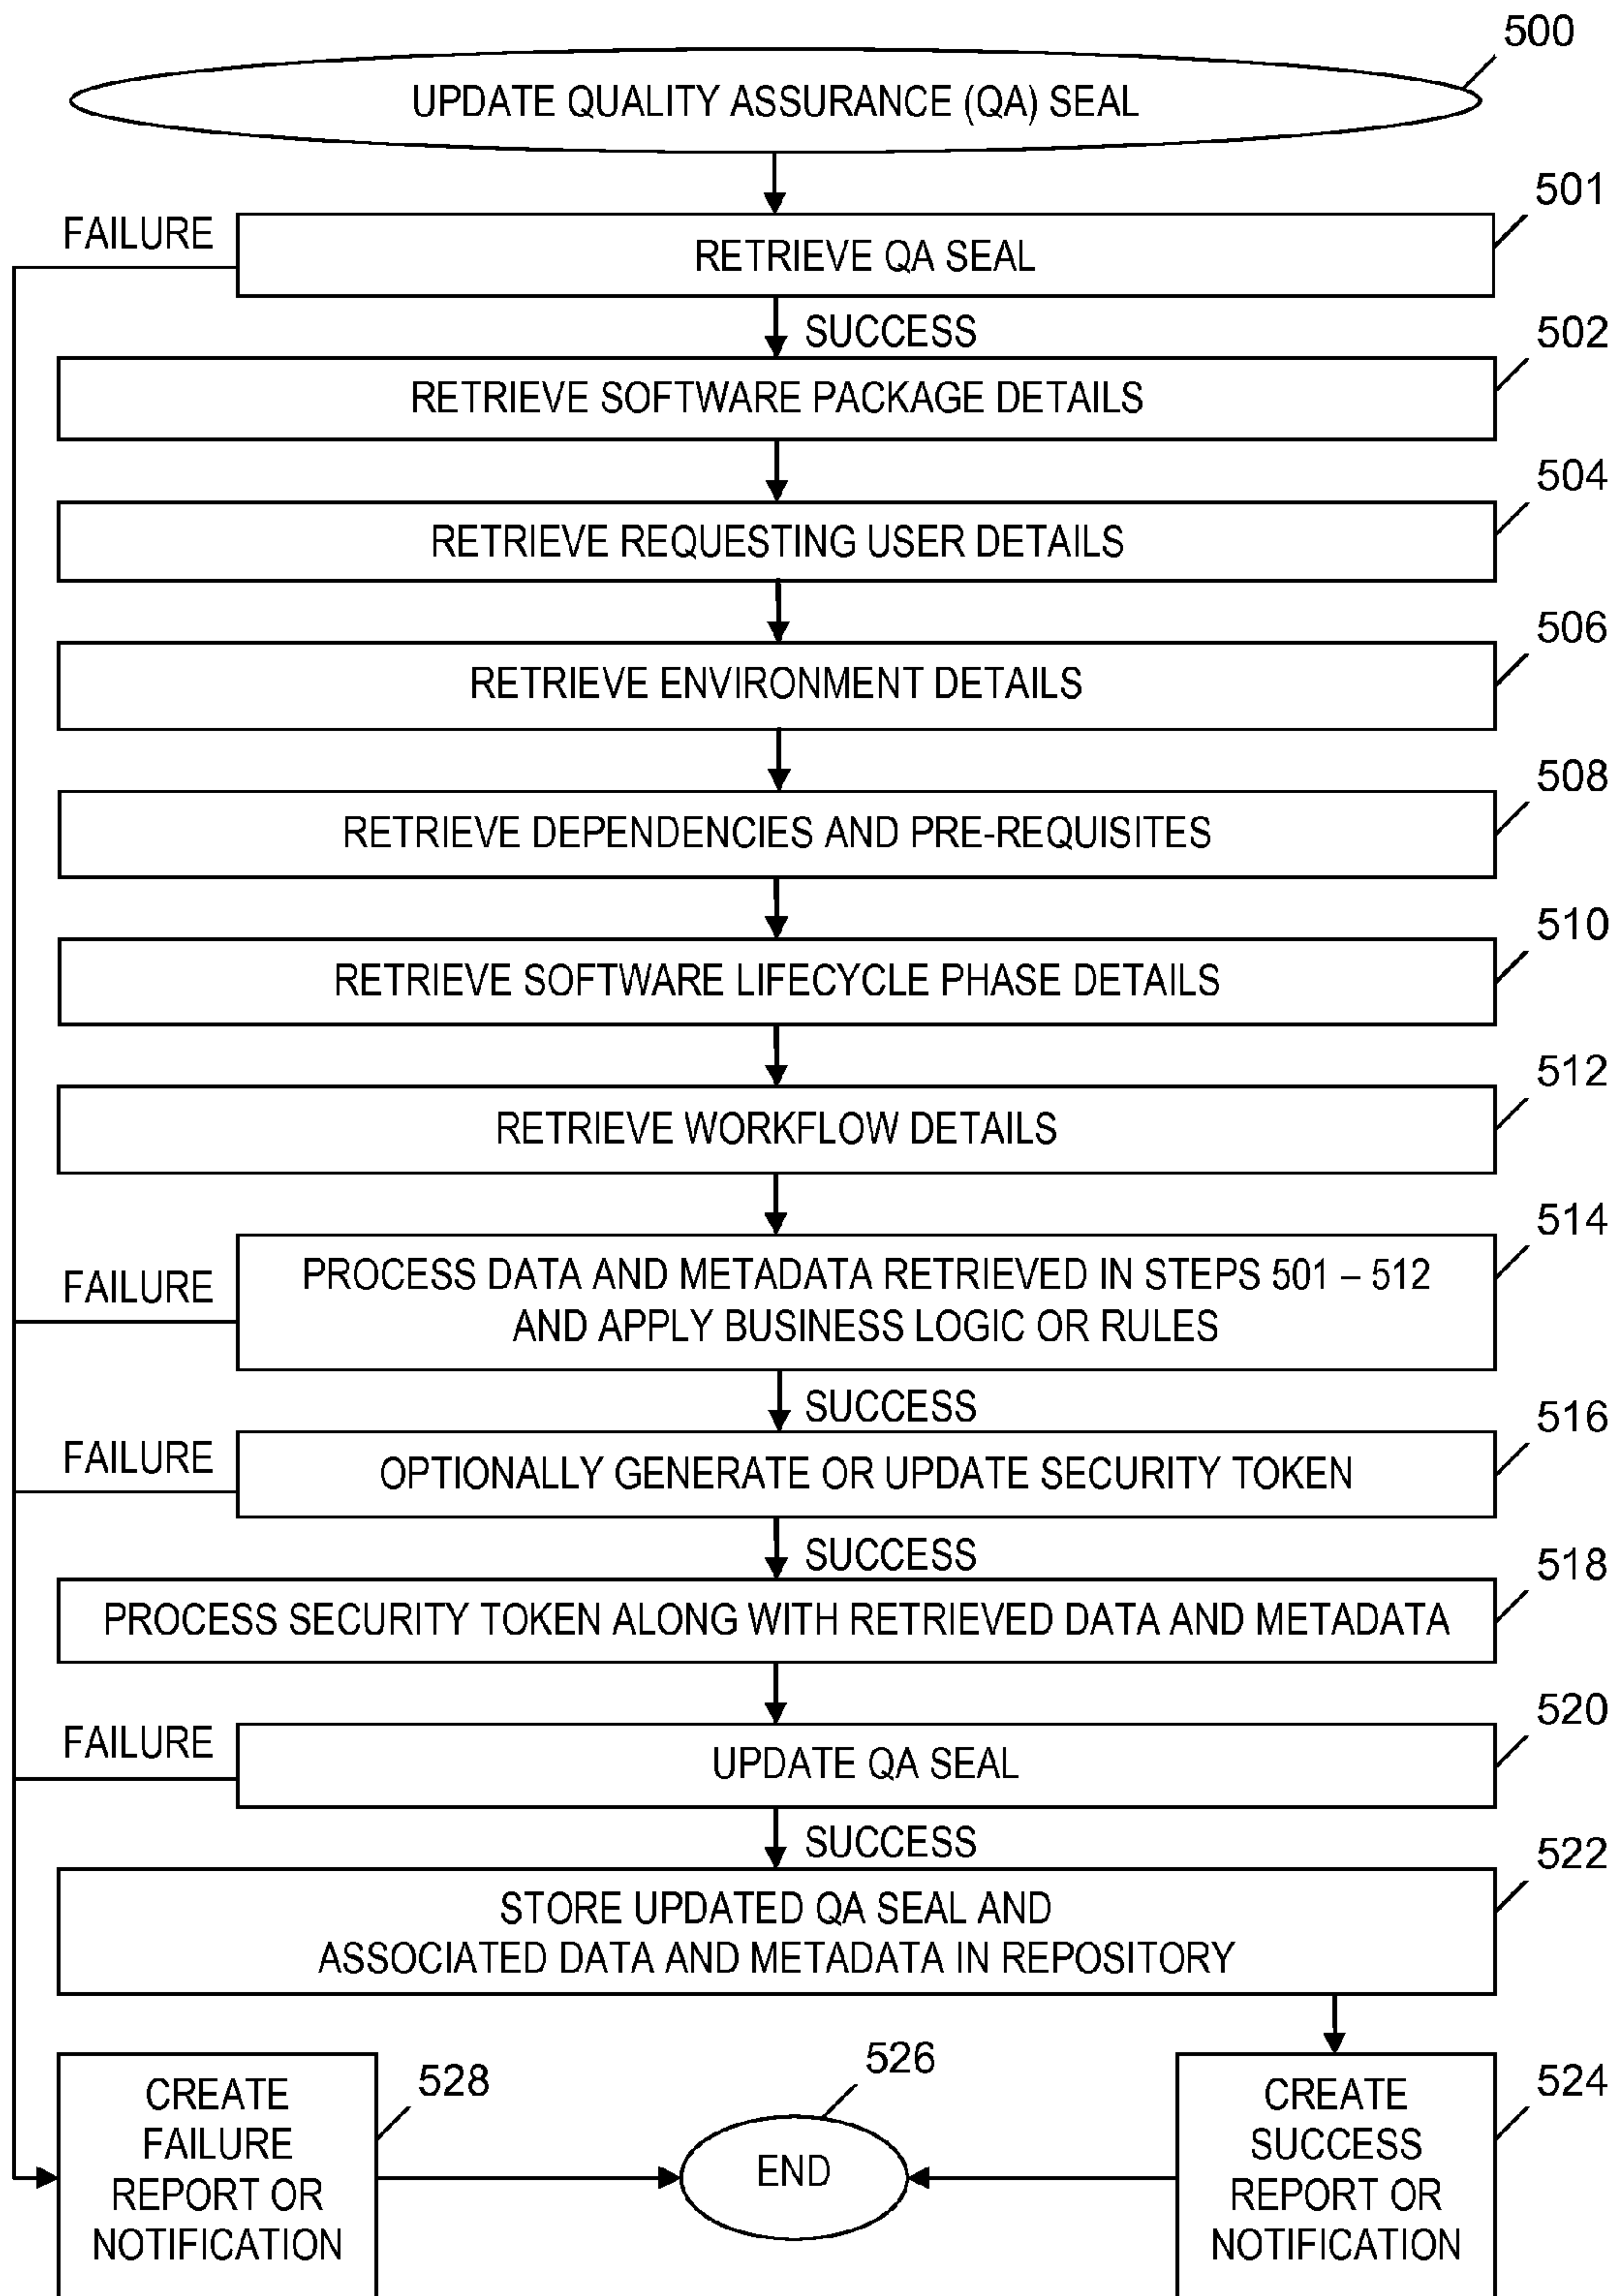 500
UPDATE QUALITY ASSURANCE (QA) SEAL
501
FAILURE
RETRIEVE QA SEAL
SUCCESS
502
RETRIEVE SOFTWARE PACKAGE DETAILS
504
RETRIEVE REQUESTING USER DETAILS
506
RETRIEVE ENVIRONMENT DETAILS
508
RETRIEVE DEPENDENCIES AND PRE-REQUISITES
510
RETRIEVE SOFTWARE LIFECYCLE PHASE DETAILS
512
RETRIEVE WORKFLOW DETAILS
514
FAILURE
PROCESS DATA AND METADATA RETRIEVED IN STEPS 501 – 512
AND APPLY BUSINESS LOGIC OR RULES
SUCCESS
516
FAILURE
OPTIONALLY GENERATE OR UPDATE SECURITY TOKEN
SUCCESS
518
PROCESS SECURITY TOKEN ALONG WITH RETRIEVED DATA AND METADATA
520
FAILURE
UPDATE QA SEAL
SUCCESS
522
STORE UPDATED QA SEAL AND
ASSOCIATED DATA AND METADATA IN REPOSITORY
528
CREATE
FAILURE
REPORT OR
NOTIFICATION
526
END
524
CREATE
SUCCESS
REPORT OR
NOTIFICATION